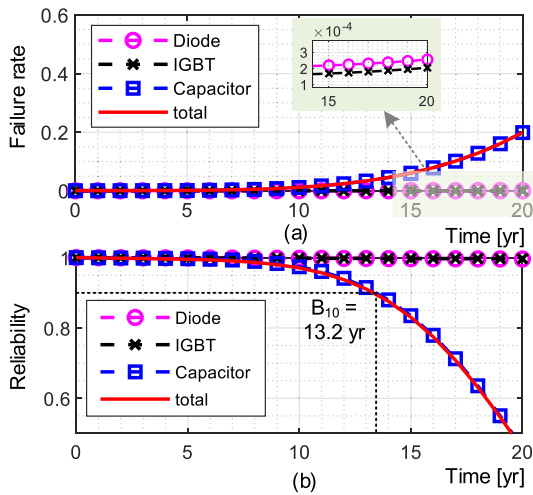 0.6
0.4
0.2
0
Failure rate
Diode
IGBT
Capacitor
total
× 10⁻⁴
3
2
1
15
20
0
5
10
15
20
Time [yr]
(a)
1
0.8
0.6
Reliability
B₁₀ =
13.2 yr
Diode
IGBT
Capacitor
total
0
5
10
15
20
Time [yr]
(b)